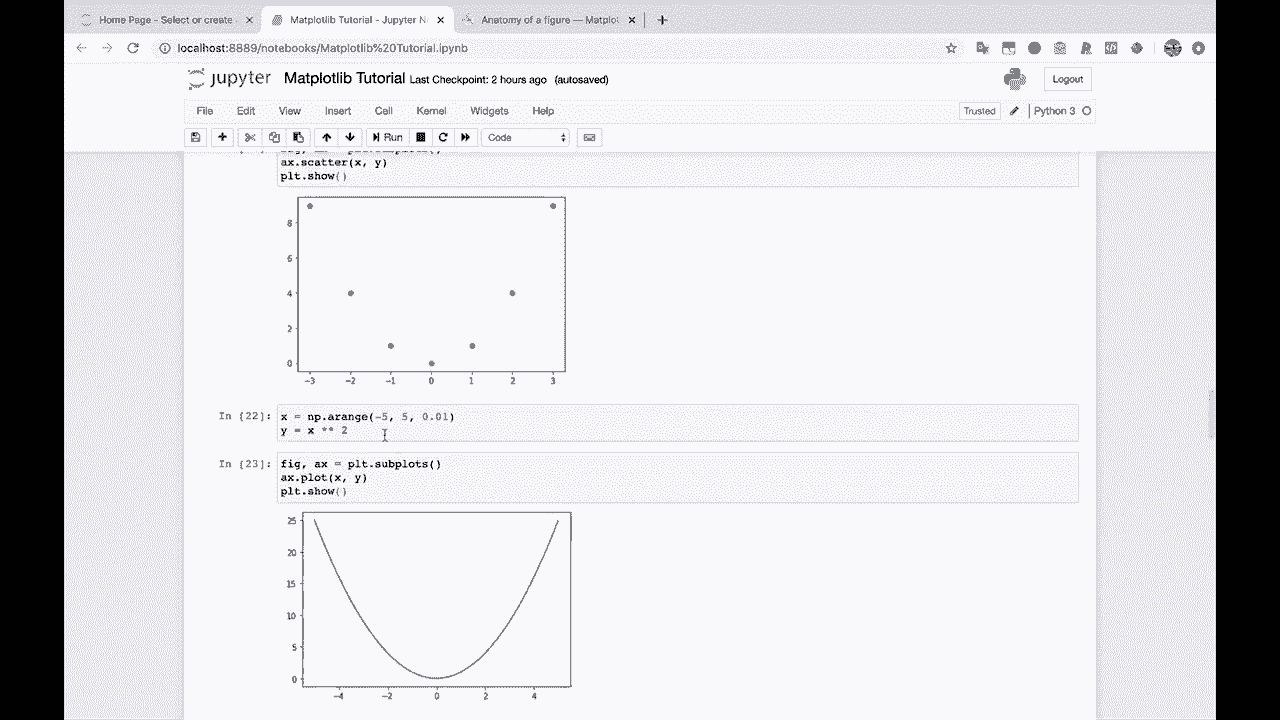 Home Page - Select or create
Matplotlib Tutorial - Jupyter N
Anatomy of a figure — Matplot
localhost:8889/notebooks/Matplotlib%20Tutorial.ipynb
jupyter Matplotlib Tutorial Last Checkpoint: 2 hours ago (autosaved)
Logout
File Edit View Insert Cell Kernel Widgets Help
Trusted Python 3
Run Code
ax.scatter(x, y)
plt.show()
8
6
4
2
0
-3 -2 -1 0 1 2 3
In [22]: x = np.arange(-5, 5, 0.01)
y = x ** 2
In [23]: fig, ax = plt.subplots()
ax.plot(x, y)
plt.show()
25
20
15
10
5
0
-4 -2 0 2 4